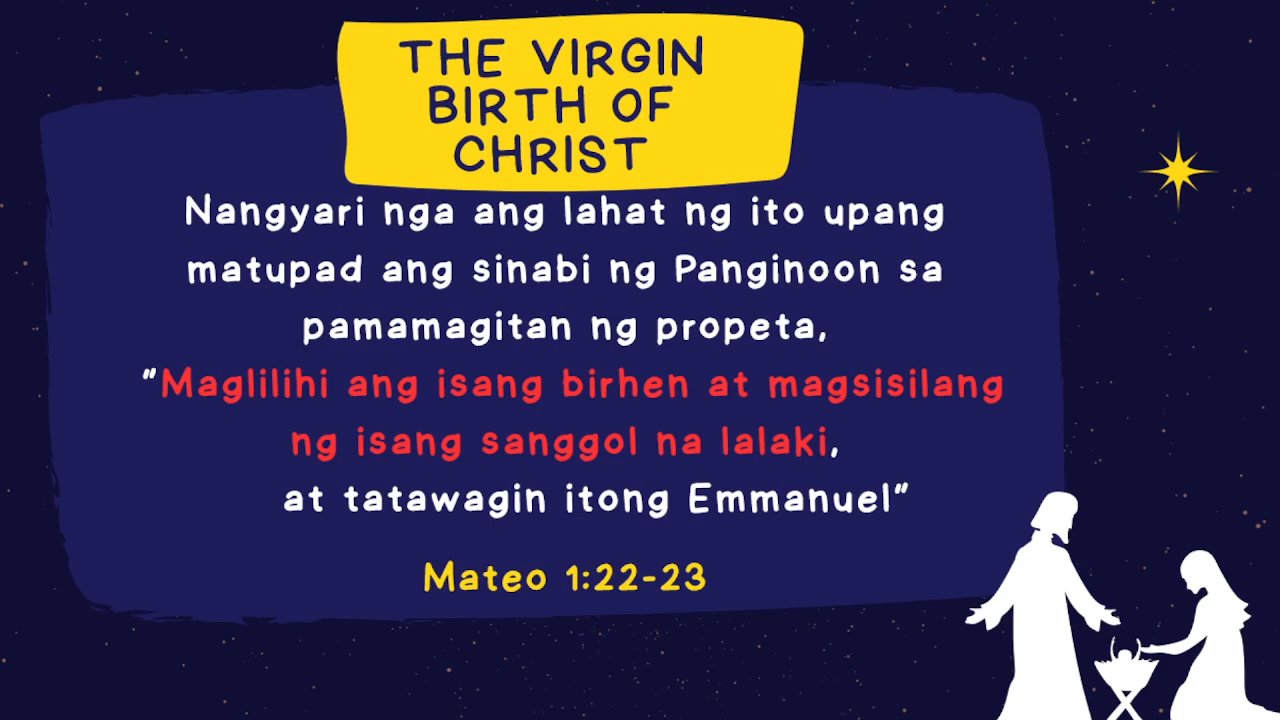 THE VIRGIN
BIRTH OF
CHRIST
Nangyari nga ang lahat ng ito upang
matupad ang sinabi ng Panginoon sa
pamamagitan ng propeta,
"Maglilihi ang isang birhen at magsisilang
ng isang sanggol na lalaki,
at tatawagin itong Emmanuel"
Mateo 1:22-23